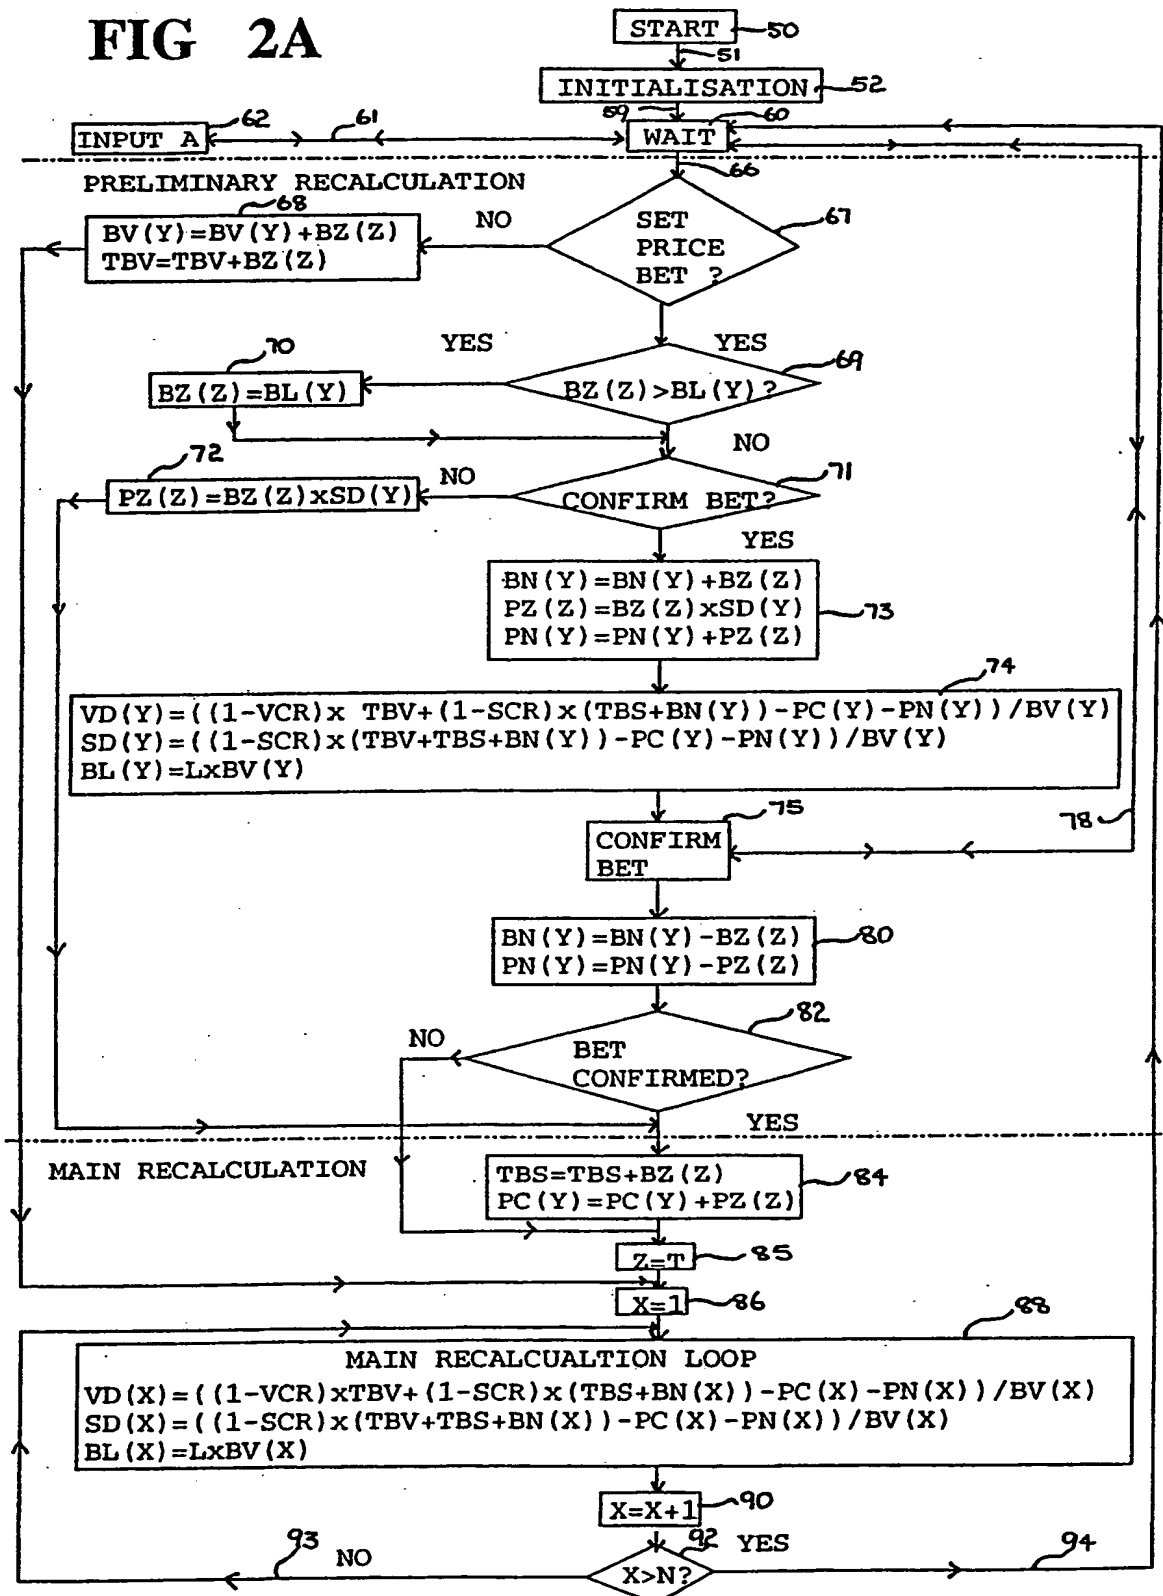 FIG 2A
START
50
51
INITIALISATION
52
59
60
62
61
INPUT A
WAIT
66
PRELIMINARY RECALCULATION
68
67
NO
SET
PRICE
BET ?
BV(Y)=BV(Y)+BZ(Z)
TBV=TBV+BZ(Z)
YES
YES
70
69
BZ(Z)=BL(Y)
BZ(Z)>BL(Y)?
NO
72
71
NO
PZ(Z)=BZ(Z)xSD(Y)
CONFIRM BET?
YES
BN(Y)=BN(Y)+BZ(Z)
PZ(Z)=BZ(Z)xSD(Y)
PN(Y)=PN(Y)+PZ(Z)
73
74
VD(Y)=((1-VCR)x TBV+(1-SCR)x(TBS+BN(Y))-PC(Y)-PN(Y))/BV(Y)
SD(Y)=((1-SCR)x(TBV+TBS+BN(Y))-PC(Y)-PN(Y))/BV(Y)
BL(Y)=LxBV(Y)
75
78
CONFIRM
BET
BN(Y)=BN(Y)-BZ(Z)
PN(Y)=PN(Y)-PZ(Z)
80
82
NO
BET
CONFIRMED?
YES
MAIN RECALCULATION
TBS=TBS+BZ(Z)
PC(Y)=PC(Y)+PZ(Z)
84
Z=T
85
X=1
86
88
MAIN RECALCUALTION LOOP
VD(X)=((1-VCR)xTBV+(1-SCR)x(TBS+BN(X))-PC(X)-PN(X))/BV(X)
SD(X)=((1-SCR)x(TBV+TBS+BN(X))-PC(X)-PN(X))/BV(X)
BL(X)=LxBV(X)
X=X+1
90
93
NO
92
YES
94
X>N?